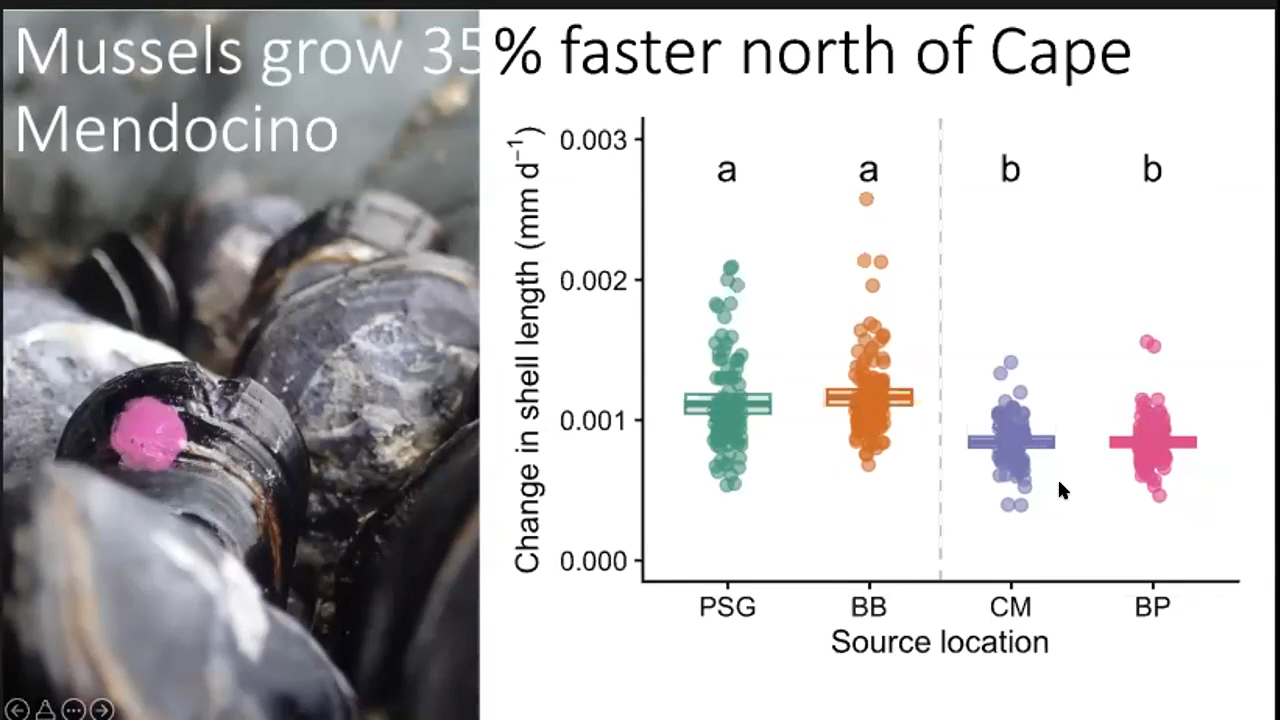 Mussels grow 35% faster north of Cape
Mendocino
Change in shell length (mm d⁻¹)
0.003
0.002
0.001
0.000
a a b b
PSG BB CM BP
Source location